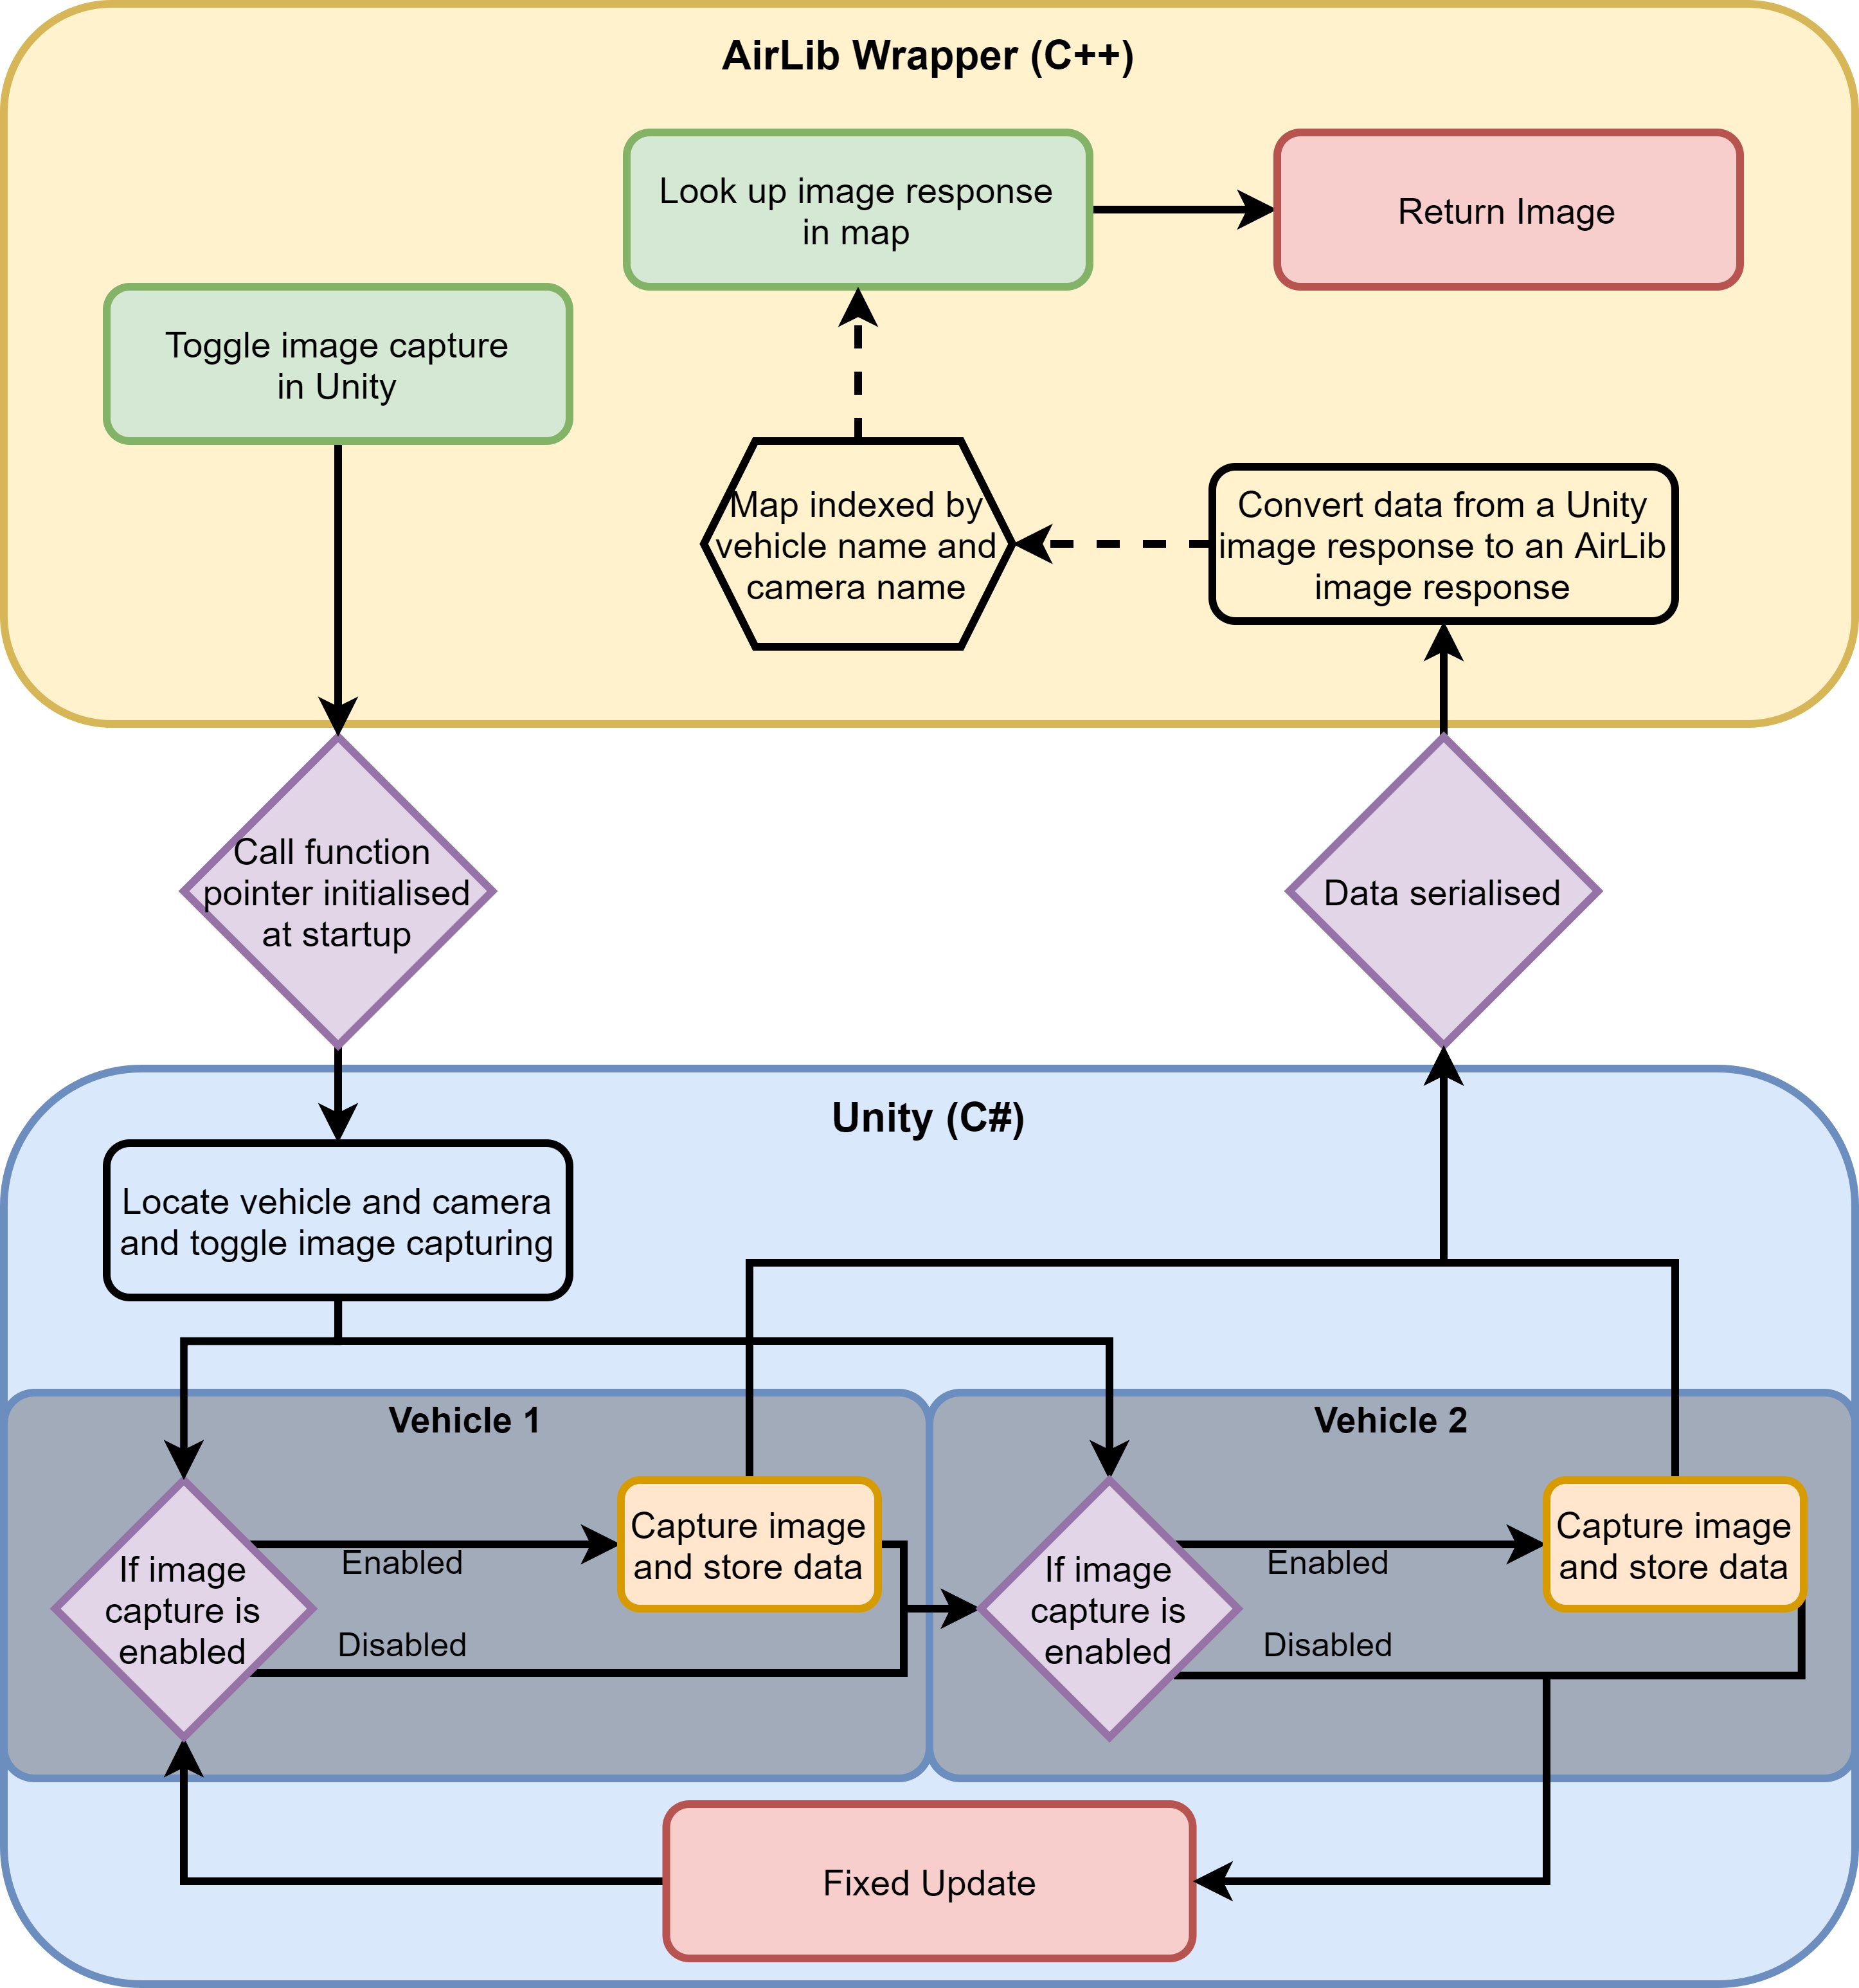 AirLib Wrapper (C++)
Look up image response
in map
Return Image
Toggle image capture
in Unity
Map indexed by
vehicle name and
camera name
Convert data from a Unity
image response to an AirLib
image response
Call function
pointer initialised
at startup
Data serialised
Unity (C#)
Locate vehicle and camera
and toggle image capturing
Vehicle 1
If image
capture is
enabled
Enabled
Disabled
Capture image
and store data
Vehicle 2
If image
capture is
enabled
Enabled
Disabled
Capture image
and store data
Fixed Update